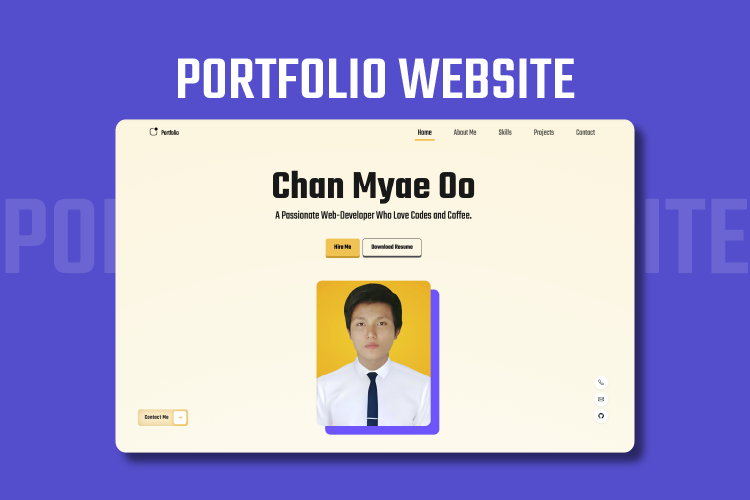 PORTFOLIO WEBSITE
Portfolio
Home About Me Skills Projects Contact
Chan Myae Oo
A Passionate Web-Developer Who Love Codes and Coffee.
Hire Me Download Resume
POR TE
Contact Me